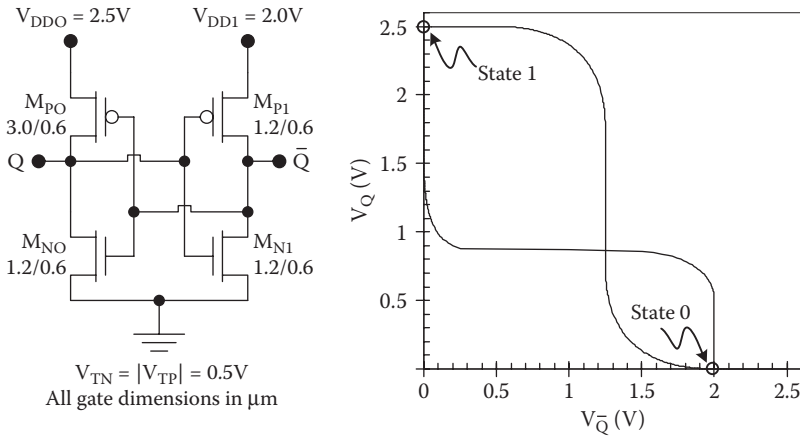 V_DDO = 2.5V
V_DD1 = 2.0V
M_PO
3.0/0.6
M_P1
1.2/0.6
Q
Q̄
M_NO
1.2/0.6
M_N1
1.2/0.6
V_TN = |V_TP| = 0.5V
All gate dimensions in μm
2.5
2
1.5
1
0.5
0
V_Q (V)
State 1
State 0
0
0.5
1
1.5
2
2.5
V_Q̄ (V)